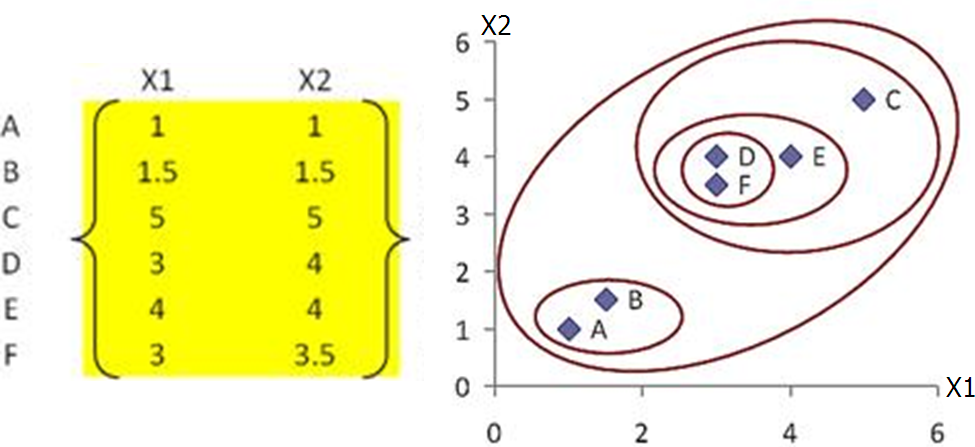 X1 X2
A 1 1
B 1.5 1.5
C 5 5
D 3 4
E 4 4
F 3 3.5
X2
6
5 C
4 D E
F
3
2
B
1 A
0 X1
0 2 4 6